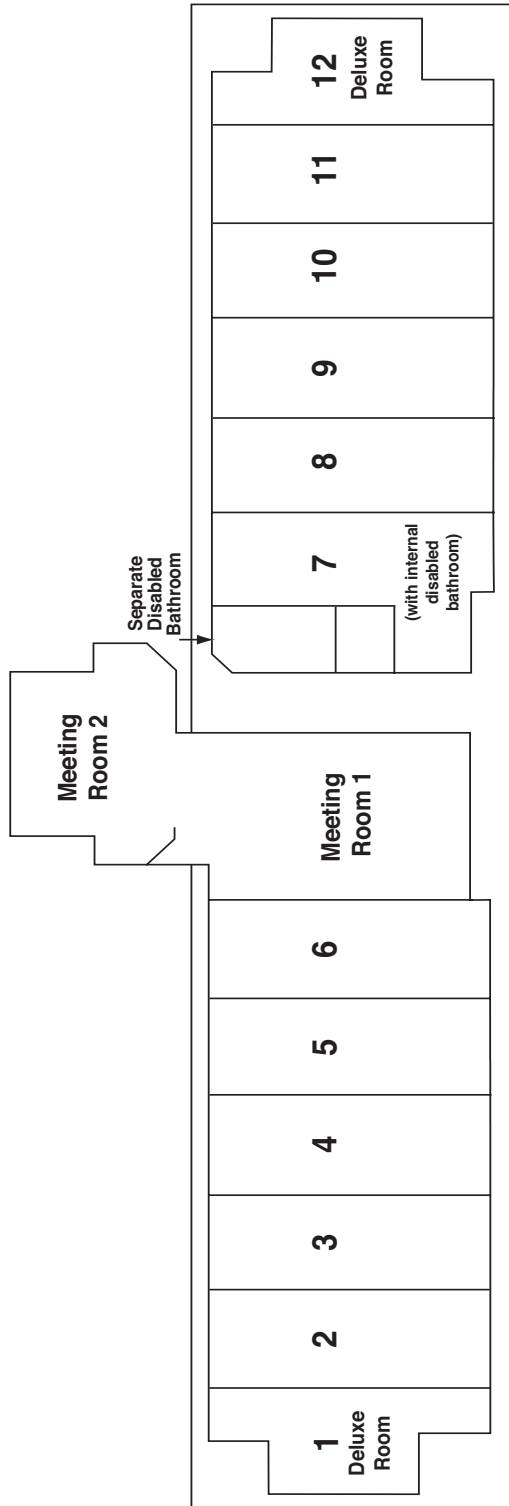 1
Deluxe
Room
2
3
4
5
6
Meeting
Room 1
Meeting
Room 2
Separate
Disabled
Bathroom
7
(with internal
disabled
bathroom)
8
9
10
11
12
Deluxe
Room